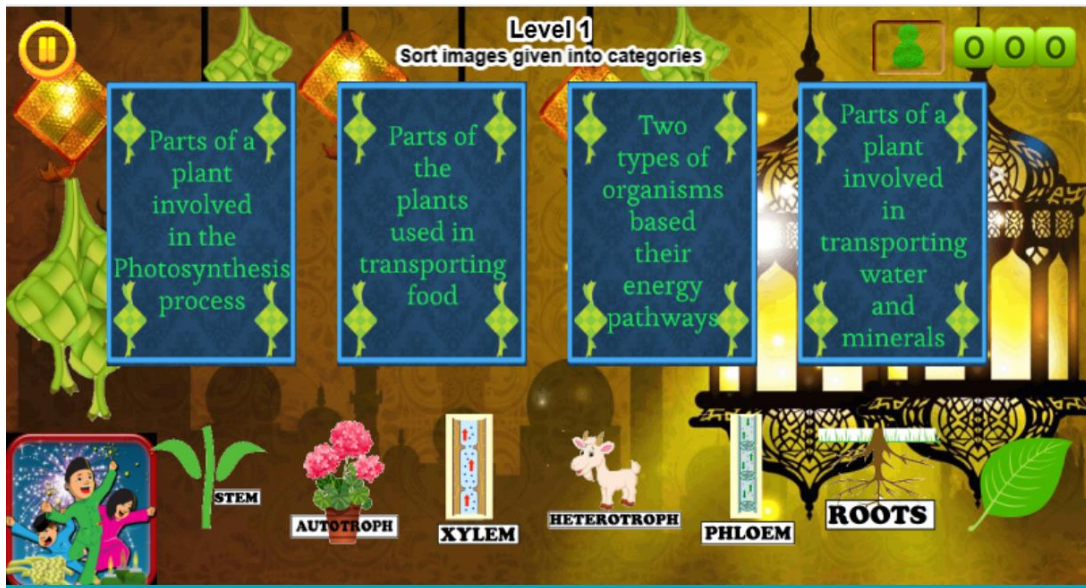 Level 1
Sort images given into categories
000
Parts of a
plant
involved
in the
Photosynthesis
process
Parts of
the
plants
used in
transporting
food
Two
types of
organisms
based
their
energy
pathways
Parts of a
plant
involved
in
transporting
water
and
minerals
STEM
AUTOTROPH
XYLEM
HETEROTROPH
PHLOEM
ROOTS